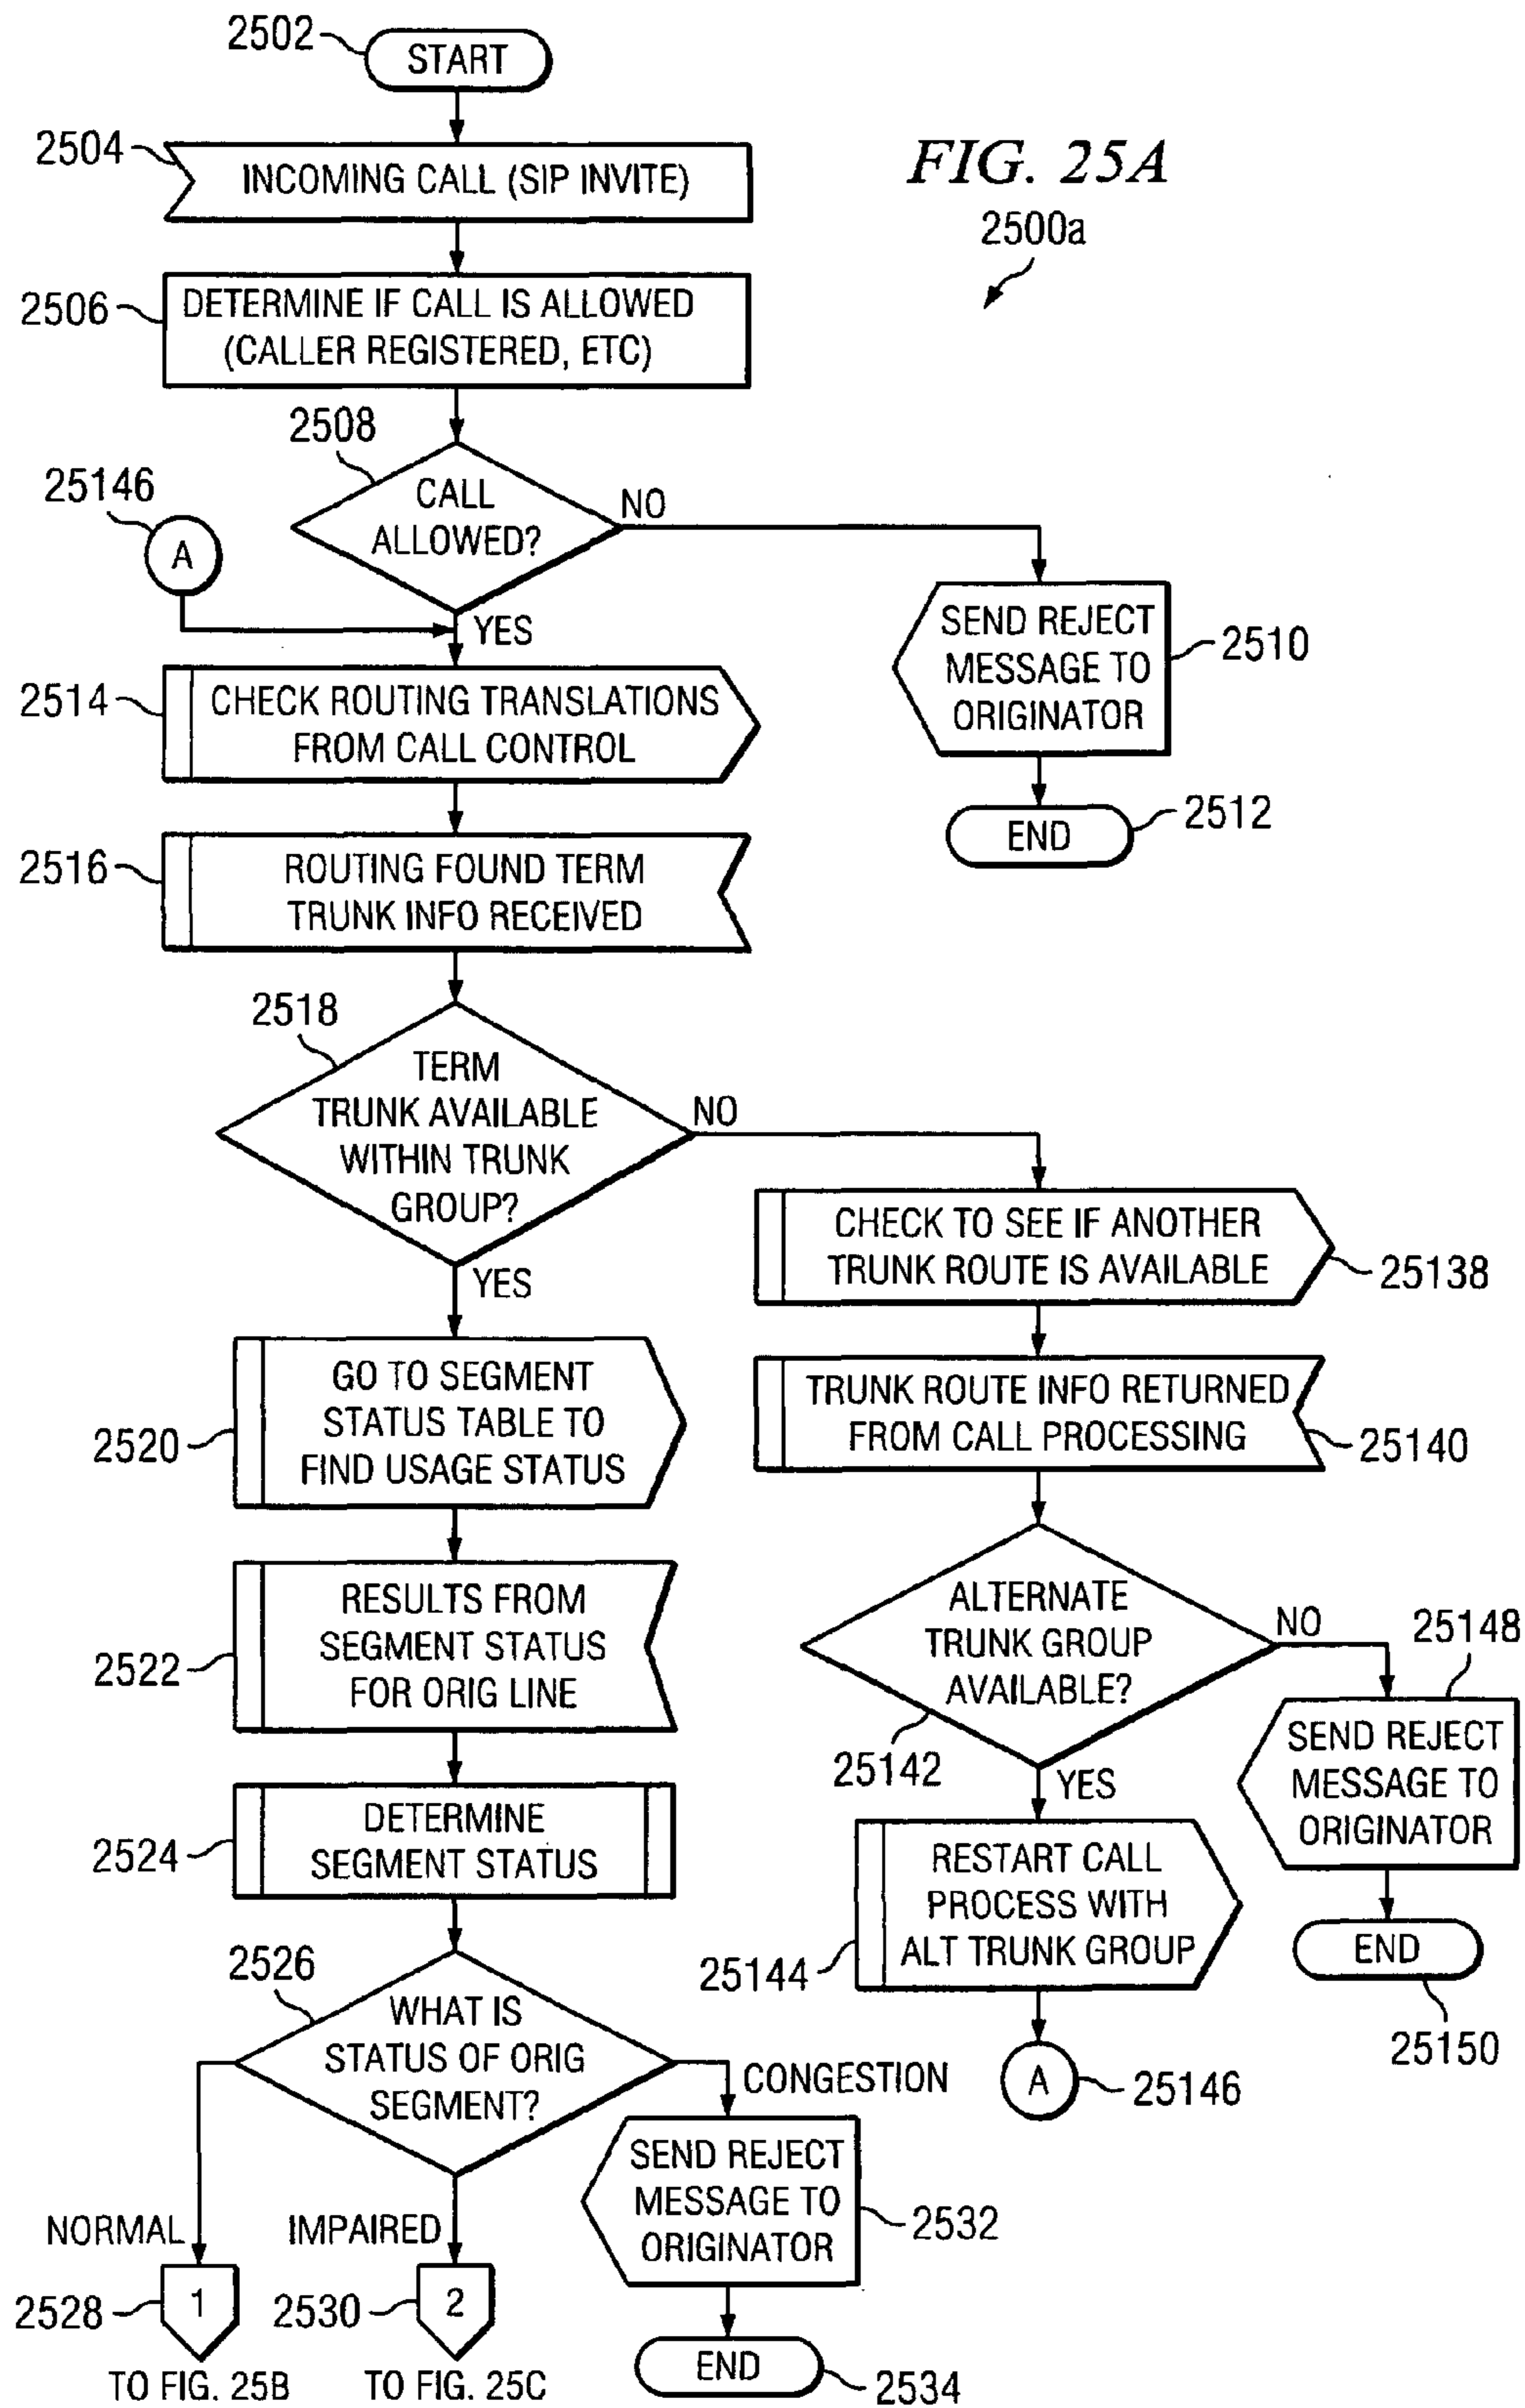 2502
START
2504
INCOMING CALL (SIP INVITE)
FIG. 25A
2500a
2506
DETERMINE IF CALL IS ALLOWED
(CALLER REGISTERED, ETC)
2508
CALL
ALLOWED?
NO
25146
A
YES
SEND REJECT
MESSAGE TO
ORIGINATOR
2510
END
2512
2514
CHECK ROUTING TRANSLATIONS
FROM CALL CONTROL
2516
ROUTING FOUND TERM
TRUNK INFO RECEIVED
2518
TERM
TRUNK AVAILABLE
WITHIN TRUNK
GROUP?
NO
YES
CHECK TO SEE IF ANOTHER
TRUNK ROUTE IS AVAILABLE
25138
TRUNK ROUTE INFO RETURNED
FROM CALL PROCESSING
25140
2520
GO TO SEGMENT
STATUS TABLE TO
FIND USAGE STATUS
2522
RESULTS FROM
SEGMENT STATUS
FOR ORIG LINE
ALTERNATE
TRUNK GROUP
AVAILABLE?
25142
NO
25148
SEND REJECT
MESSAGE TO
ORIGINATOR
END
25150
YES
RESTART CALL
PROCESS WITH
ALT TRUNK GROUP
25144
A
25146
2524
DETERMINE
SEGMENT STATUS
2526
WHAT IS
STATUS OF ORIG
SEGMENT?
CONGESTION
SEND REJECT
MESSAGE TO
ORIGINATOR
2532
END
2534
NORMAL
IMPAIRED
2528
1
2530
2
TO FIG. 25B
TO FIG. 25C